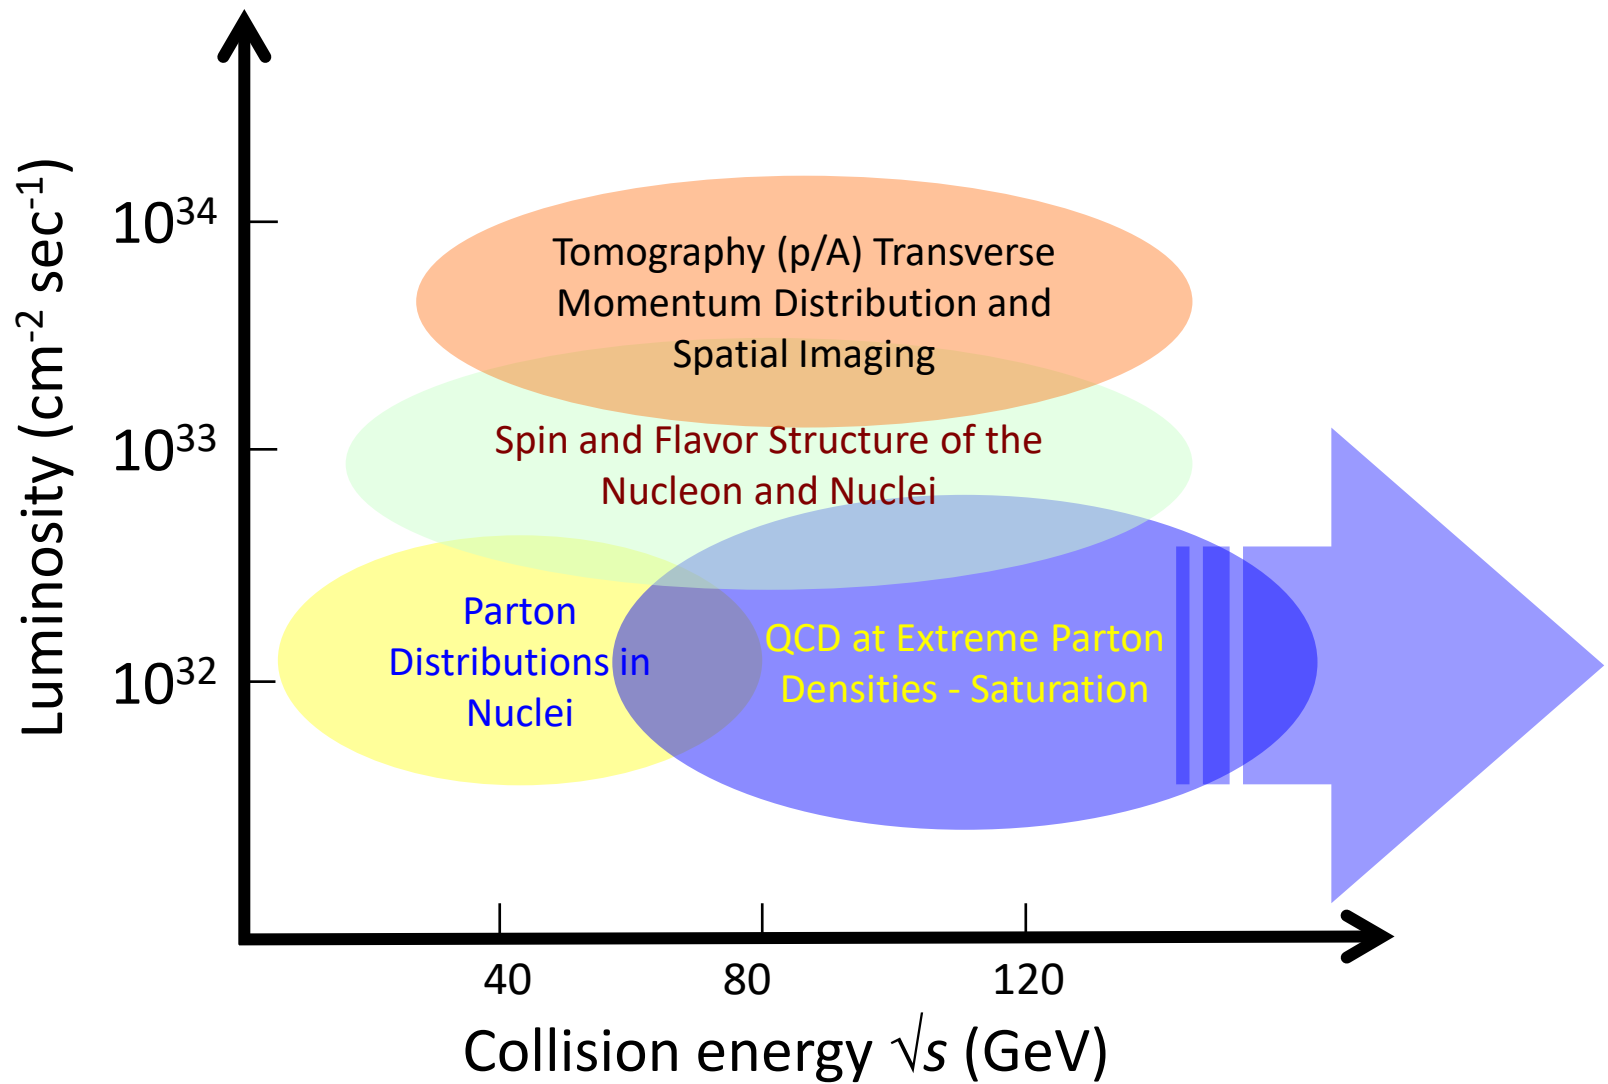 Luminosity (cm⁻² sec⁻¹)
10³⁴
10³³
10³²
Tomography (p/A) Transverse
Momentum Distribution and
Spatial Imaging
Spin and Flavor Structure of the
Nucleon and Nuclei
Parton
Distributions in
Nuclei
QCD at Extreme Parton
Densities - Saturation
40
80
120
Collision energy √s (GeV)